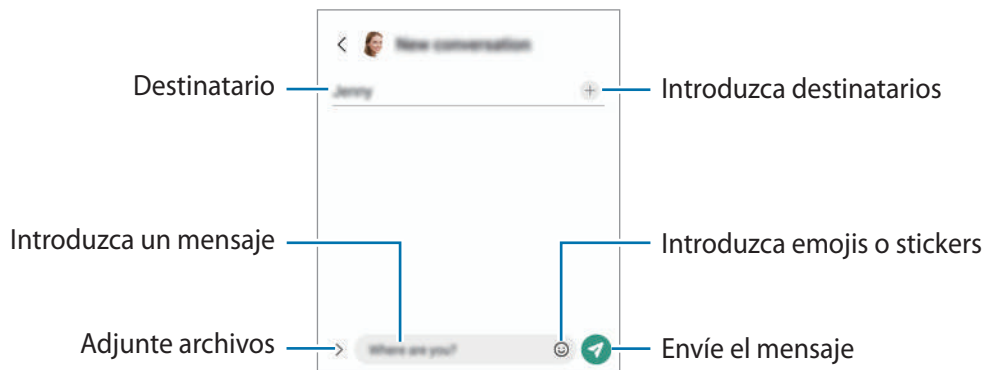 New conversation
Destinatario
Jenny
Introduzca destinatarios
Introduzca un mensaje
Introduzca emojis o stickers
Adjunte archivos
Where are you?
Envíe el mensaje